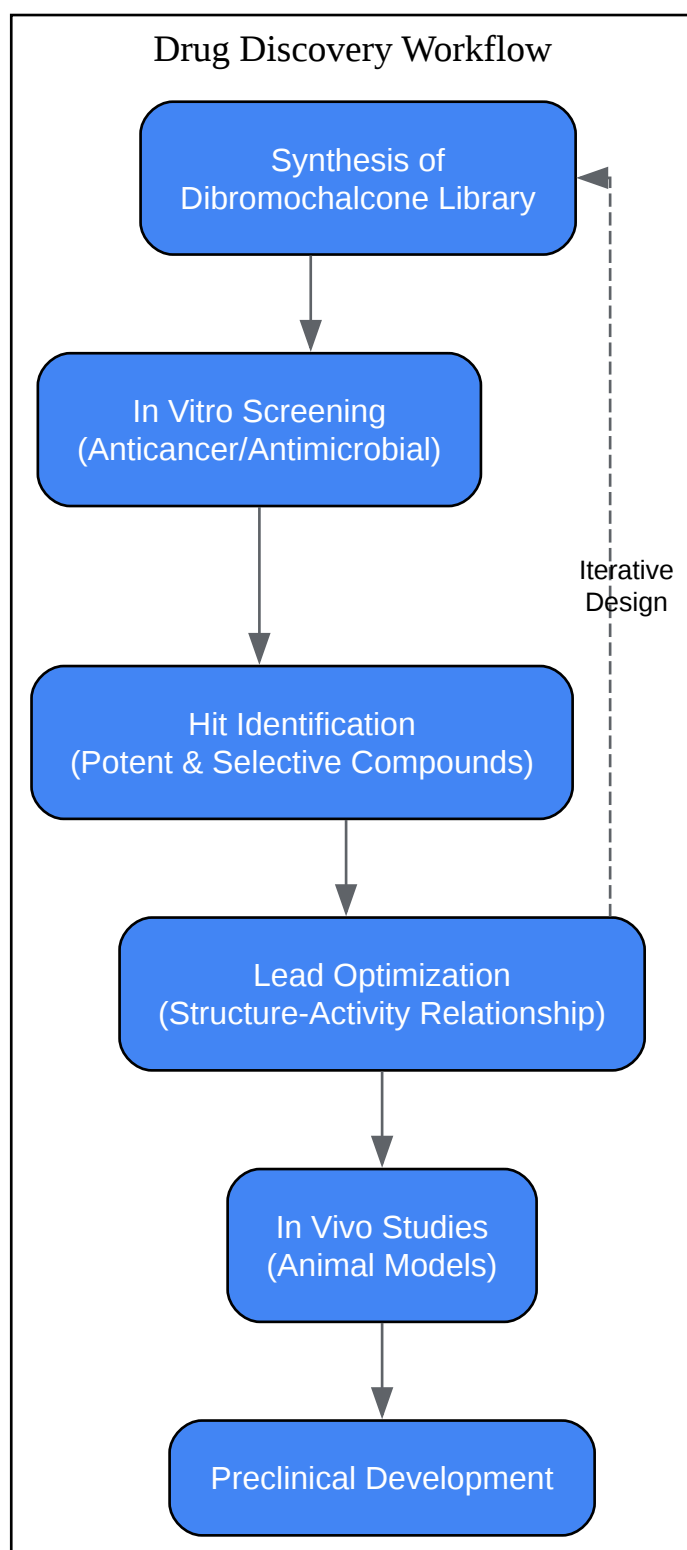 Drug Discovery Workflow
Synthesis of
Dibromochalcone Library
In Vitro Screening
(Anticancer/Antimicrobial)
Iterative
Design
Hit Identification
(Potent & Selective Compounds)
Lead Optimization
(Structure-Activity Relationship)
In Vivo Studies
(Animal Models)
Preclinical Development